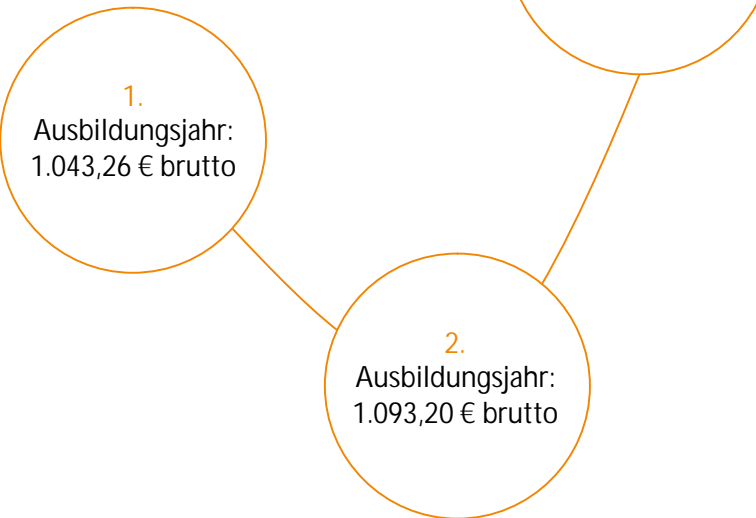 1.
Ausbildungsjahr:
1.043,26 € brutto
2.
Ausbildungsjahr:
1.093,20 € brutto